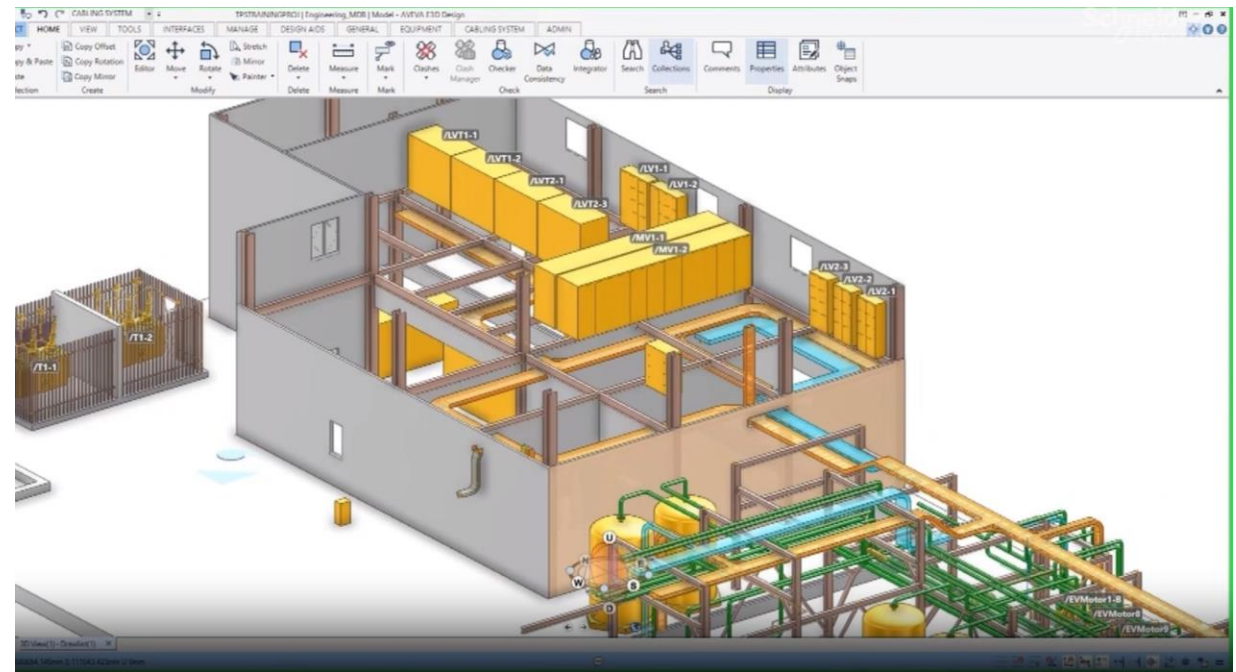 CABLING SYSTEM
TPSTRAININGPROJ | Engineering_MDB | Model - AVEVA E3D Design
HOME VIEW TOOLS INTERFACES MANAGE DESIGN AIDS GENERAL EQUIPMENT CABLING SYSTEM ADMIN
Copy Offset
Copy Rotation
Copy Mirror
Create
Editor Move Rotate
Stretch
Mirror
Painter
Modify
Delete
Delete
Measure
Measure
Mark
Mark
Clashes
Clash Manager
Checker
Data Consistency
Integrator
Check
Search
Collections
Search
Comments
Properties
Attributes
Object Snaps
Display
/LVT1-1
/LVT1-2
/LVT2-1
/LVT2-3
/LV1-1
/LV1-2
/MV1-1
/MV1-2
/LV2-3
/LV2-2
/LV2-1
/T1-2
/T1-1
U
N
E
W
S
D
/EVMotor1-8
/EVMotor8
/EVMotor9
3D View(1) - Drawlist(1)